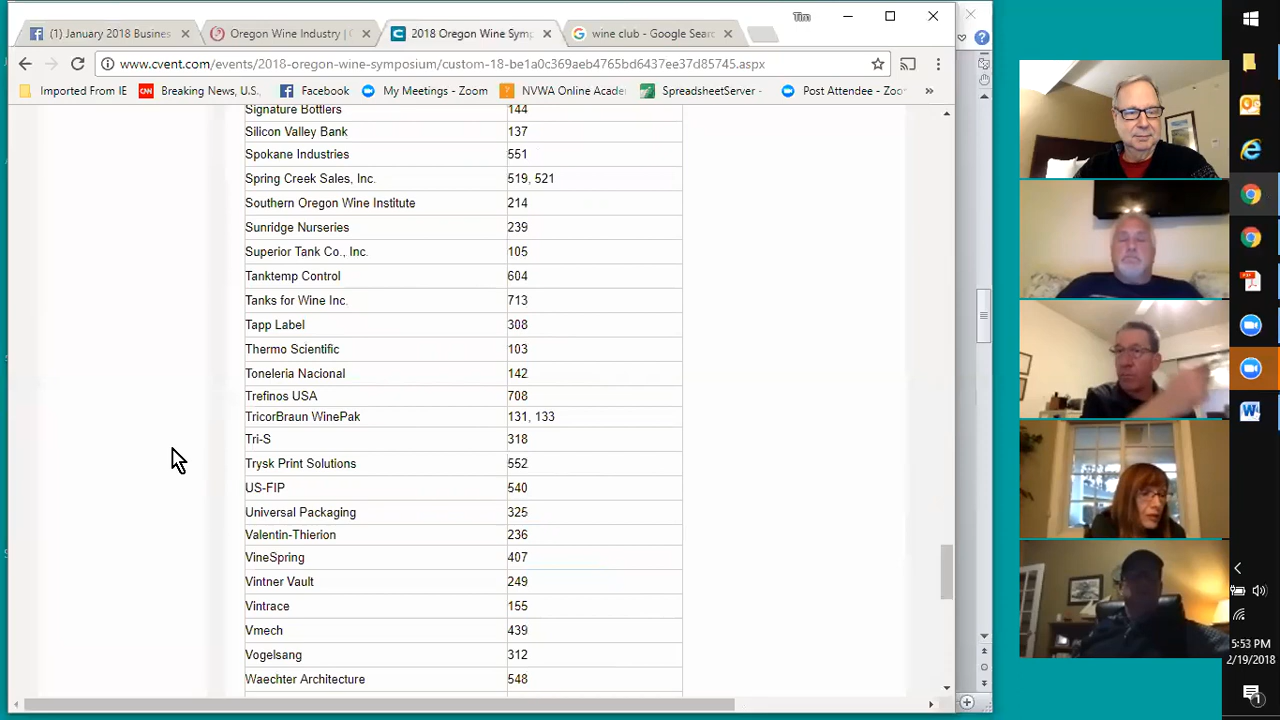 Tim
(1) January 2018 Busines
Oregon Wine Industry | O
2018 Oregon Wine Symp
wine club - Google Searc
www.cvent.com/events/2018-oregon-wine-symposium/custom-18-be1a0c369aeb4765bd6437ee37d85745.aspx
Imported From IE
CNN
Breaking News, U.S.
Facebook
My Meetings - Zoom
NVWA Online Acade
SpreadsheetServer -
Post Attendee - Zoo
»
Signature Bottlers 144
Silicon Valley Bank 137
Spokane Industries 551
Spring Creek Sales, Inc. 519, 521
Southern Oregon Wine Institute 214
Sunridge Nurseries 239
Superior Tank Co., Inc. 105
Tanktemp Control 604
Tanks for Wine Inc. 713
Tapp Label 308
Thermo Scientific 103
Toneleria Nacional 142
Trefinos USA 708
TricorBraun WinePak 131, 133
Tri-S 318
Trysk Print Solutions 552
US-FIP 540
Universal Packaging 325
Valentin-Thierion 236
VineSpring 407
Vintner Vault 249
Vintrace 155
Vmech 439
Vogelsang 312
Waechter Architecture 548
5:53 PM
2/19/2018